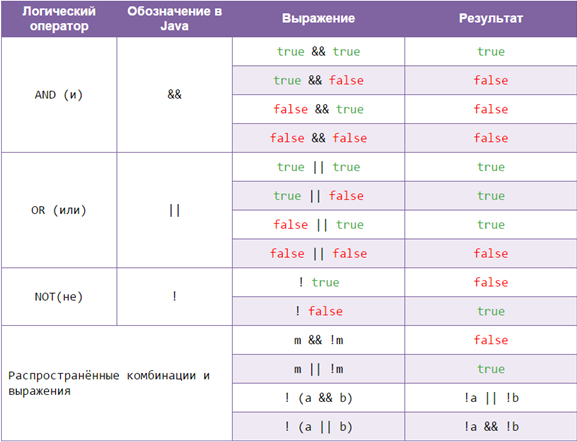 Логический оператор Обозначение в Java Выражение Результат
AND (и) && true && true true
true && false false
false && true false
false && false false
OR (или) || true || true true
true || false true
false || true true
false || false false
NOT(не) ! ! true false
! false true
Распространённые комбинации и выражения m && !m false
m || !m true
! (a && b) !a || !b
! (a || b) !a && !b